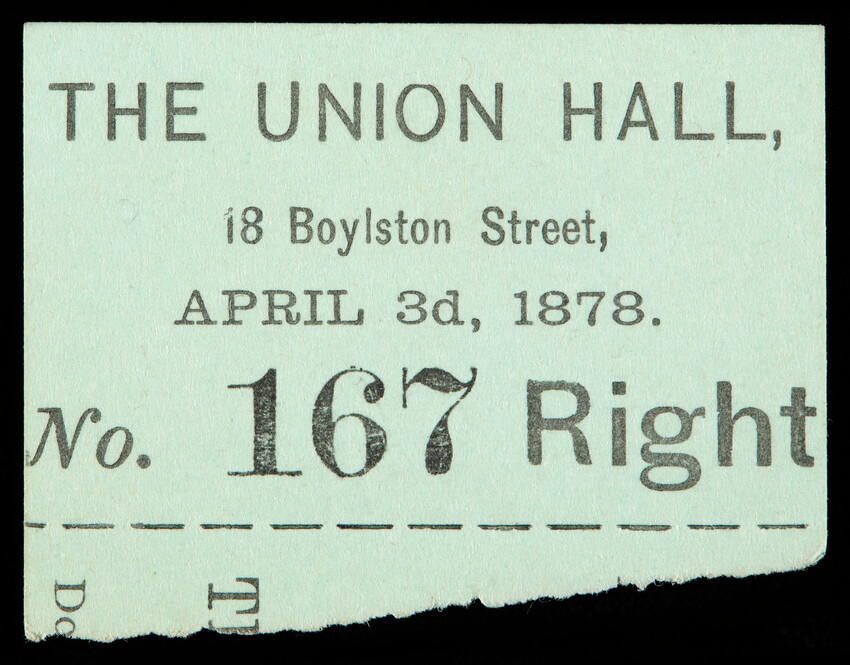 THE UNION HALL,
18 Boylston Street,
APRIL 3d, 1878.
No. 167 Right